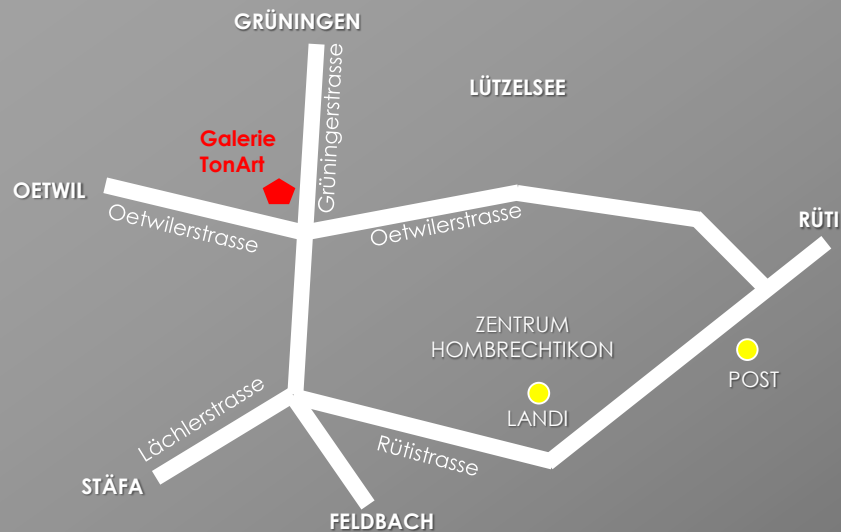 GRÜNINGEN
Grüningerstrasse
LÜTZELSEE
Galerie
TonArt
OETWIL
Oetwilerstrasse
Oetwilerstrasse
RÜTI
ZENTRUM
HOMBRECHTIKON
POST
LANDI
Lächlerstrasse
Rütistrasse
STÄFA
FELDBACH